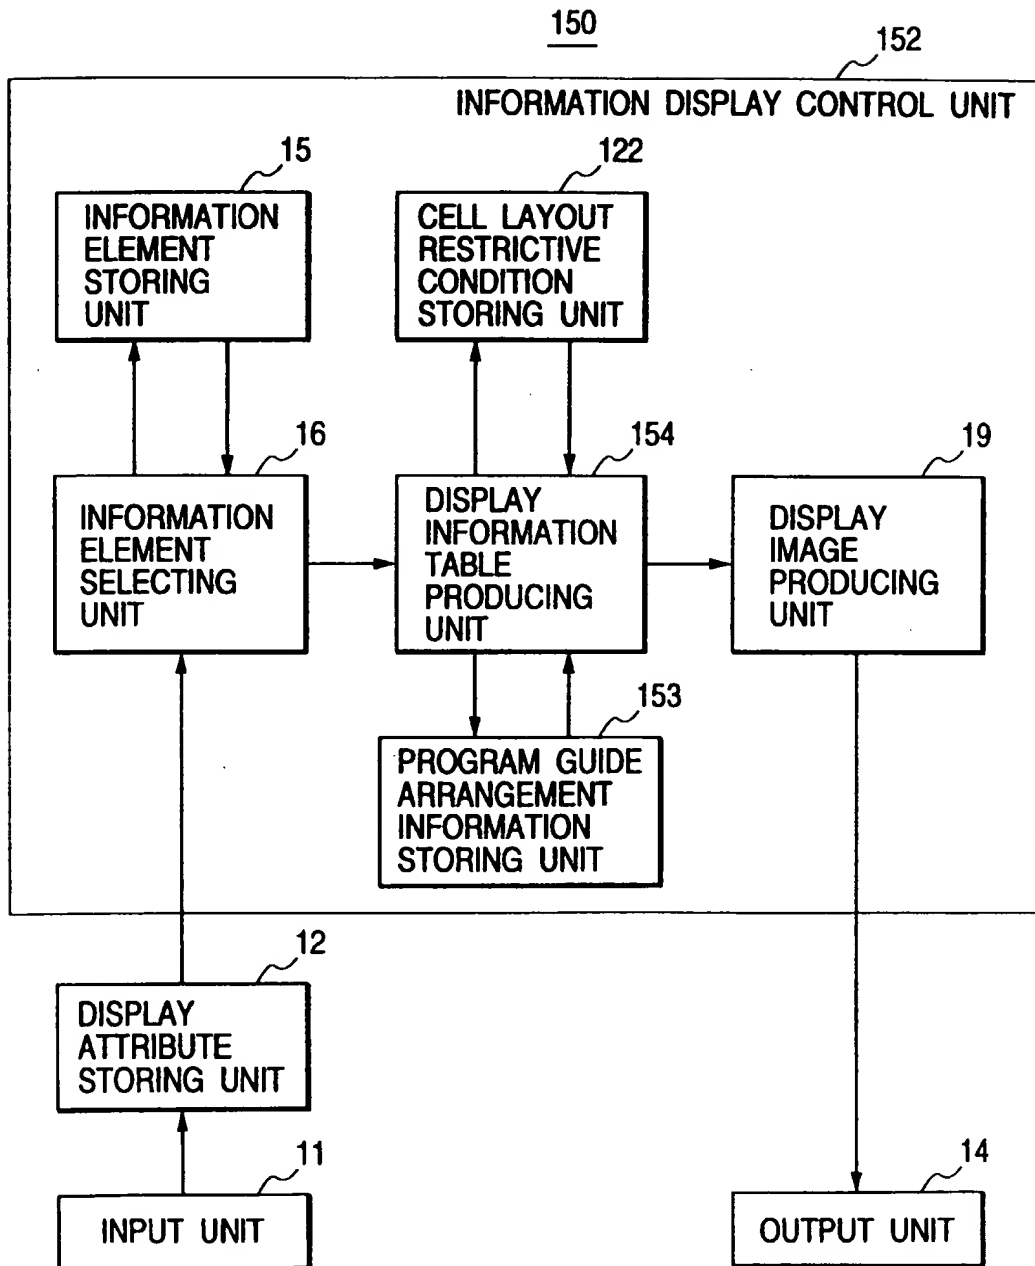 150
152
INFORMATION DISPLAY CONTROL UNIT
15
INFORMATION
ELEMENT
STORING
UNIT
122
CELL LAYOUT
RESTRICTIVE
CONDITION
STORING UNIT
16
INFORMATION
ELEMENT
SELECTING
UNIT
154
DISPLAY
INFORMATION
TABLE
PRODUCING
UNIT
19
DISPLAY
IMAGE
PRODUCING
UNIT
153
PROGRAM GUIDE
ARRANGEMENT
INFORMATION
STORING UNIT
12
DISPLAY
ATTRIBUTE
STORING UNIT
11
INPUT UNIT
14
OUTPUT UNIT